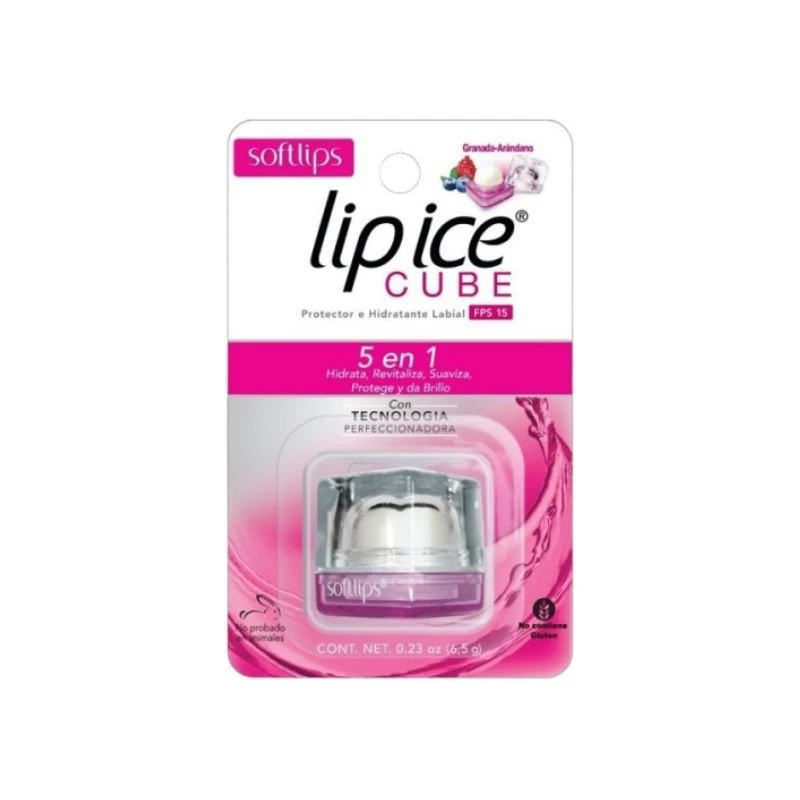 softlips
Granada-Arándano
lip ice®
CUBE
Protector e Hidratante Labial FPS 15
5 en 1
Hidrata, Revitaliza, Suaviza,
Protege y da Brillo
Con
TECNOLOGIA
PERFECCIONADORA
softlips®
No probado
en animales
No contiene
Gluten
CONT. NET. 0.23 oz (6.5 g)